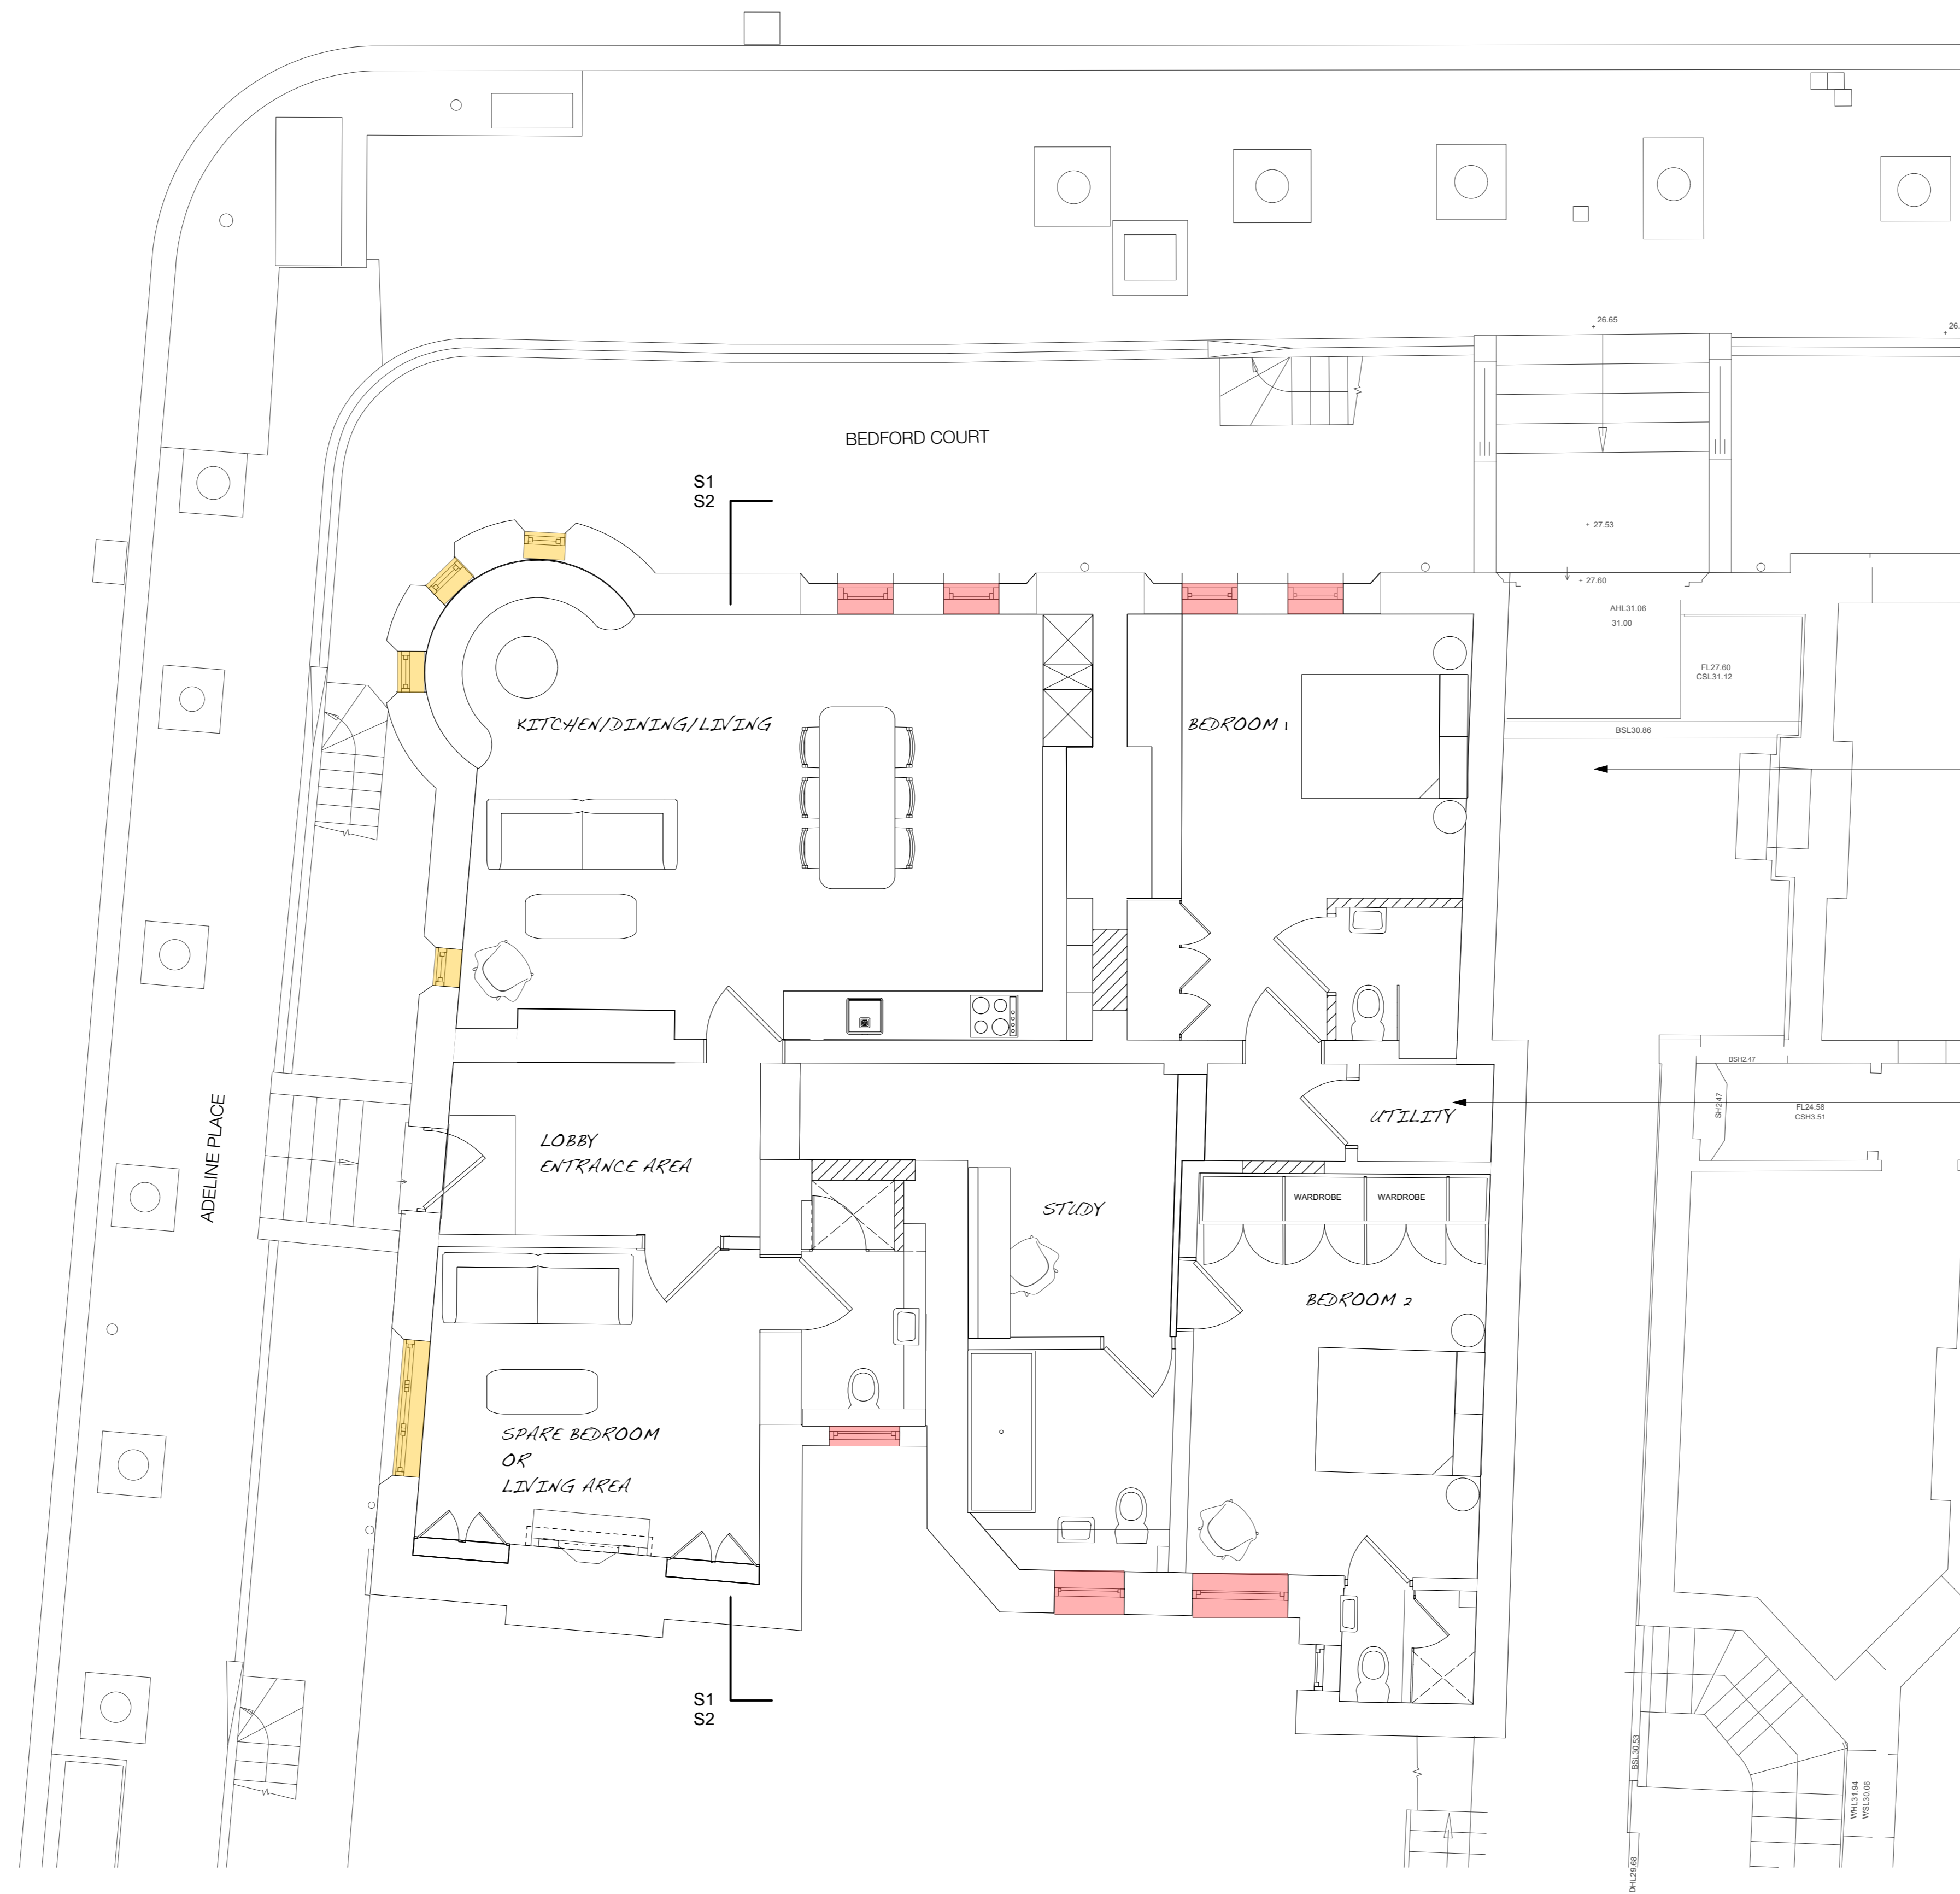 26.65
26.
BEDFORD COURT
S1
S2
+ 27.53
+ 27.60
AHL31.06
31.00
FL27.60
CSL31.12
KITCHEN/DINING/LIVING
BEDROOM 1
BSL30.86
BSH2.47
SH2.47
FL24.58
CSH3.51
UTILITY
ADELINE PLACE
LOBBY
ENTRANCE AREA
STUDY
WARDROBE
WARDROBE
BEDROOM 2
SPARE BEDROOM
OR
LIVING AREA
S1
S2
BSL30.53
WHL31.94
WSL30.06
DHL29.68